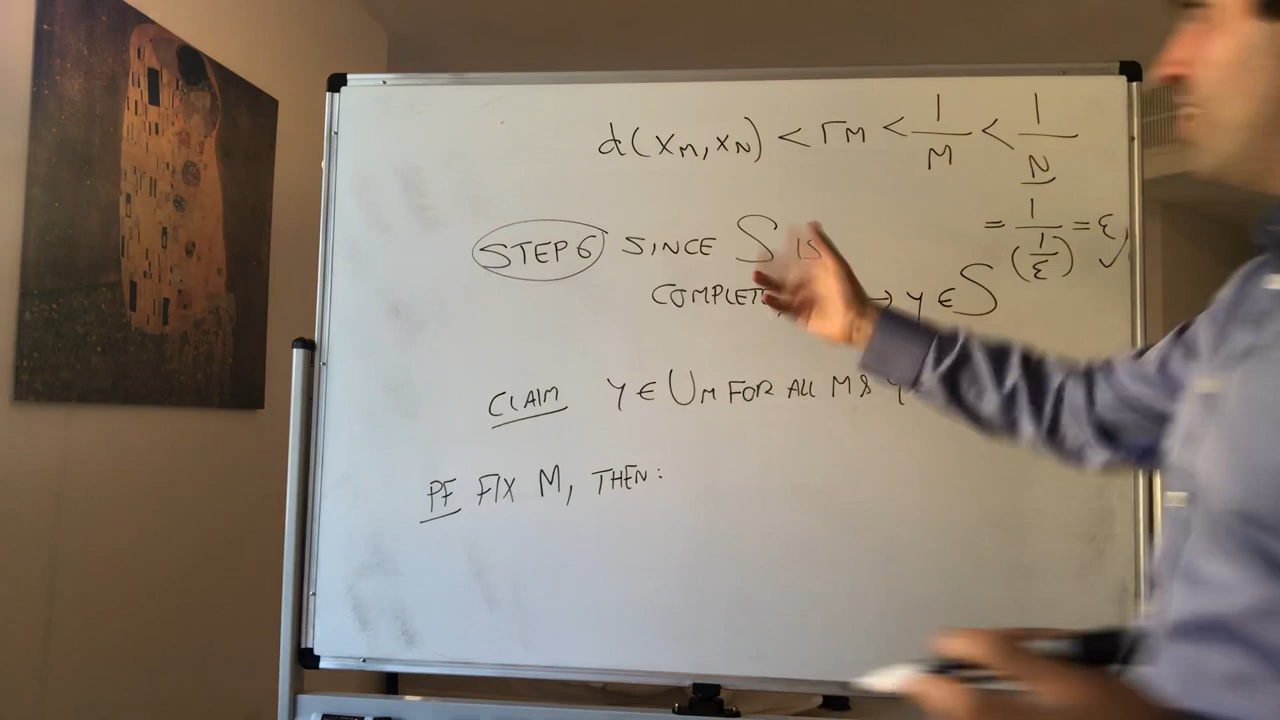 d(xm, xn) < rm < 1/m < 1/N
= 1/(1/ε) = ε ✓
STEP 6 SINCE S IS
COMPLETE, → y ∈ S
CLAIM y ∈ Um FOR ALL M & y
PF FIX M, THEN: